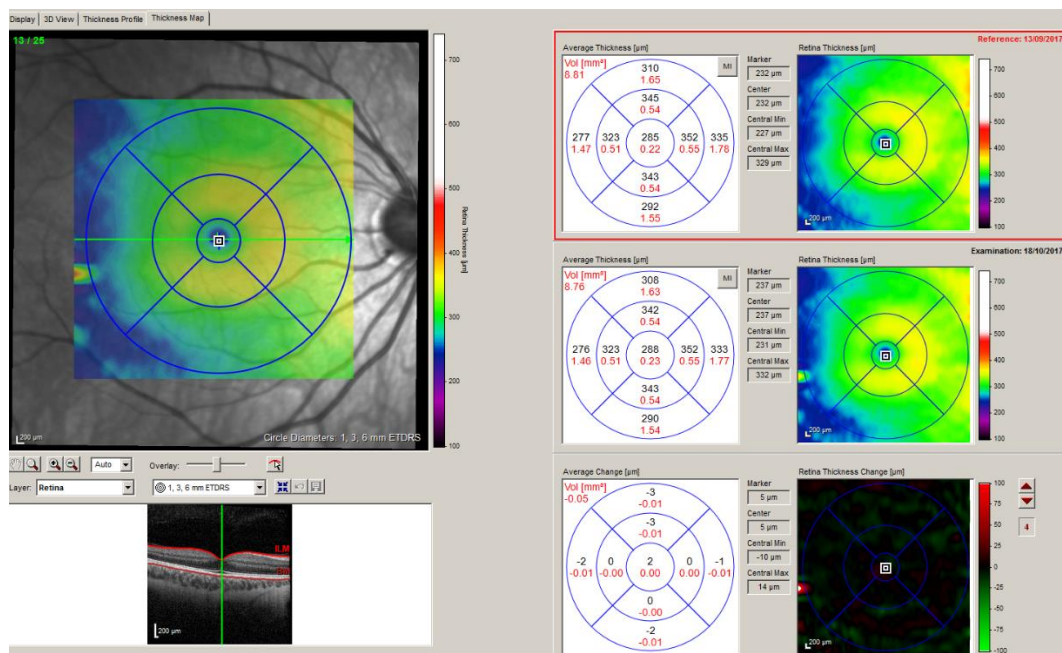 Display 3D View Thickness Profile Thickness Map
13 / 25
700
600
500
400
300
200
100
Retina Thickness [µm]
200 µm
Circle Diameters: 1, 3, 6 mm ETDRS
Auto Overlay:
Layer: Retina 1, 3, 6 mm ETDRS
ILM
200 µm
Reference: 13/09/2017
Average Thickness [µm]
Vol [mm³]
8.81
MI
310
1.65
345
0.54
277 323 285 352 335
1.47 0.51 0.22 0.55 1.78
343
0.54
292
1.55
Marker
232 µm
Center
232 µm
Central Min
227 µm
Central Max
329 µm
Retina Thickness [µm]
200 µm
700
600
500
400
300
200
100
Examination: 18/10/2017
Average Thickness [µm]
Vol [mm³]
8.76
MI
308
1.63
342
0.54
276 323 288 352 333
1.46 0.51 0.23 0.55 1.77
343
0.54
290
1.54
Marker
237 µm
Center
237 µm
Central Min
231 µm
Central Max
332 µm
Retina Thickness [µm]
200 µm
700
600
500
400
300
200
100
Average Change [µm]
Vol [mm³]
-0.05
-3
-0.01
-3
-0.01
-2 0 2 0 -1
-0.01 -0.00 0.00 0.00 -0.01
0
-0.00
-2
-0.01
Marker
5 µm
Center
5 µm
Central Min
-10 µm
Central Max
14 µm
Retina Thickness Change [µm]
200 µm
100
75
50
25
0
-25
-50
-75
-100
4